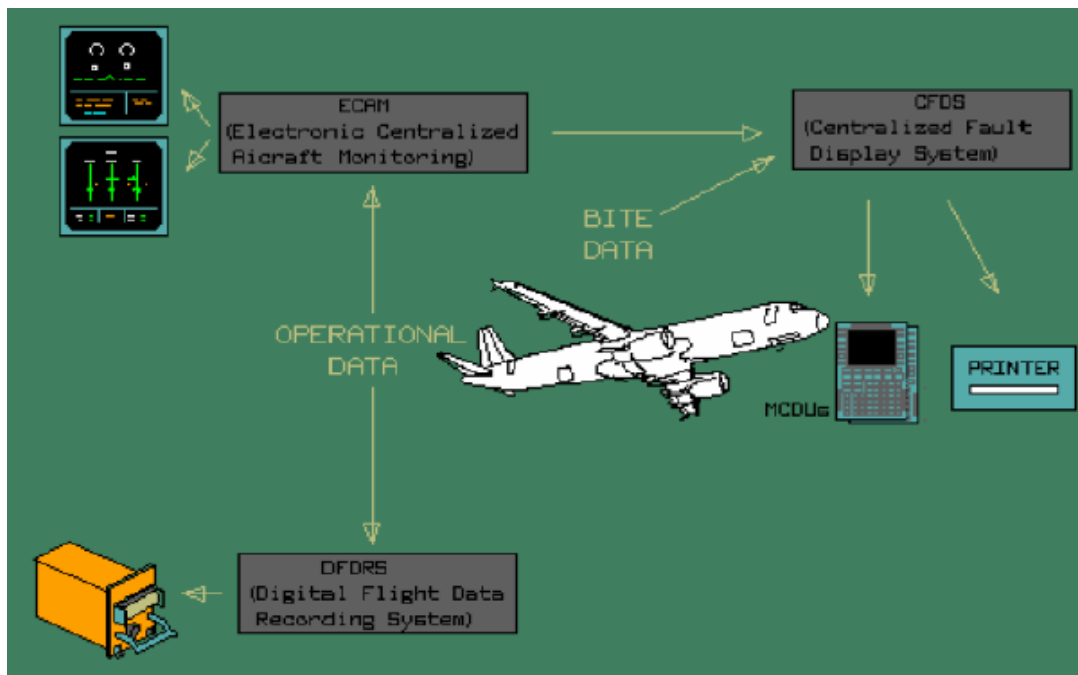 ECAM
(Electronic Centralized
Aicraft Monitoring)
CFDS
(Centralized Fault
Display System)
BITE
DATA
OPERATIONAL
DATA
MCDUs
PRINTER
DFDRS
(Digital Flight Data
Recording System)